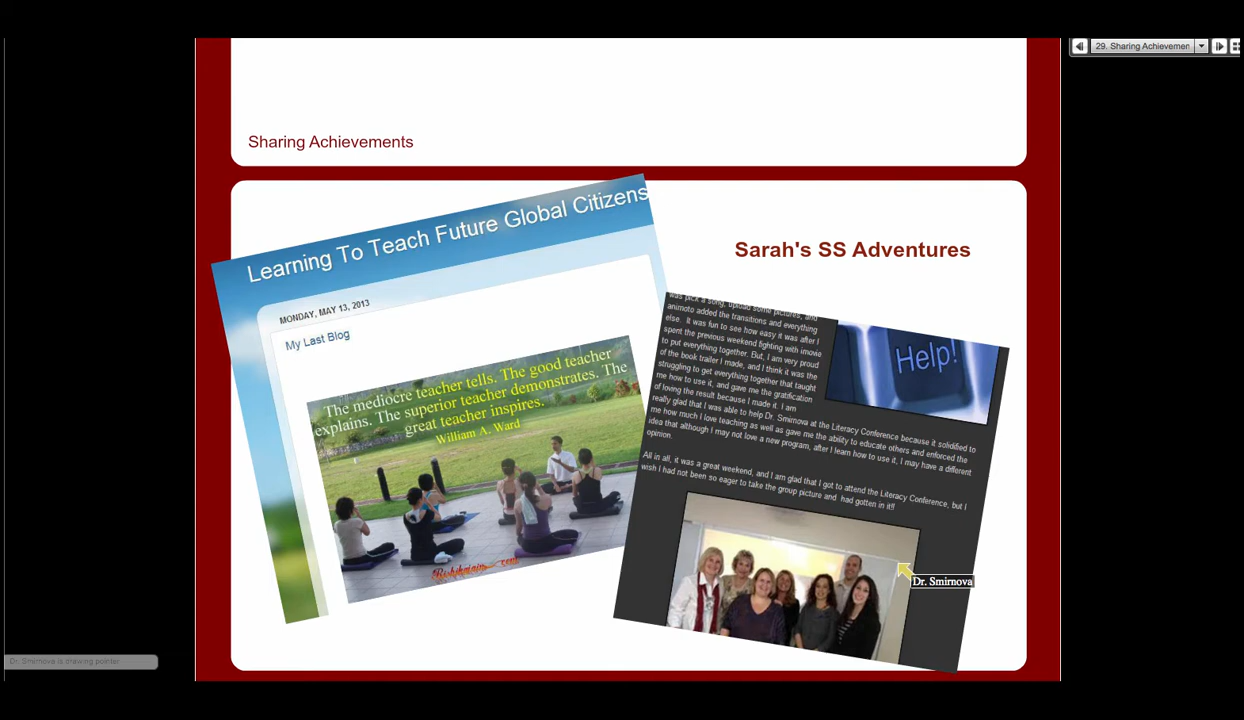 29. Sharing Achievemen
Sharing Achievements
Learning To Teach Future Global Citizens
MONDAY, MAY 13, 2013
My Last Blog
The mediocre teacher tells. The good teacher
explains. The superior teacher demonstrates. The
great teacher inspires.
William A. Ward
Sarah's SS Adventures
was pick a song, upload some pictures, and
animoto added the transitions and everything
else. It was fun to see how easy it was after I
spent the previous weekend fighting with imovie
to put everything together. But, I am very proud
of the book trailer I made, and I think it was the
struggling to get everything together that taught
me how to use it, and gave me the gratification
of loving the result because I made it. I am
really glad that I was able to help Dr. Smirnova at the Literacy Conference because it solidified to
me how much I love teaching as well as gave me the ability to educate others and enforced the
idea that although I may not love a new program, after I learn how to use it, I may have a different
opinion.
All in all, it was a great weekend, and I am glad that I got to attend the Literacy Conference, but I
wish I had not been so eager to take the group picture and had gotten in it!!
Help!
Dr. Smirnova
Dr. Smirnova is drawing pointer